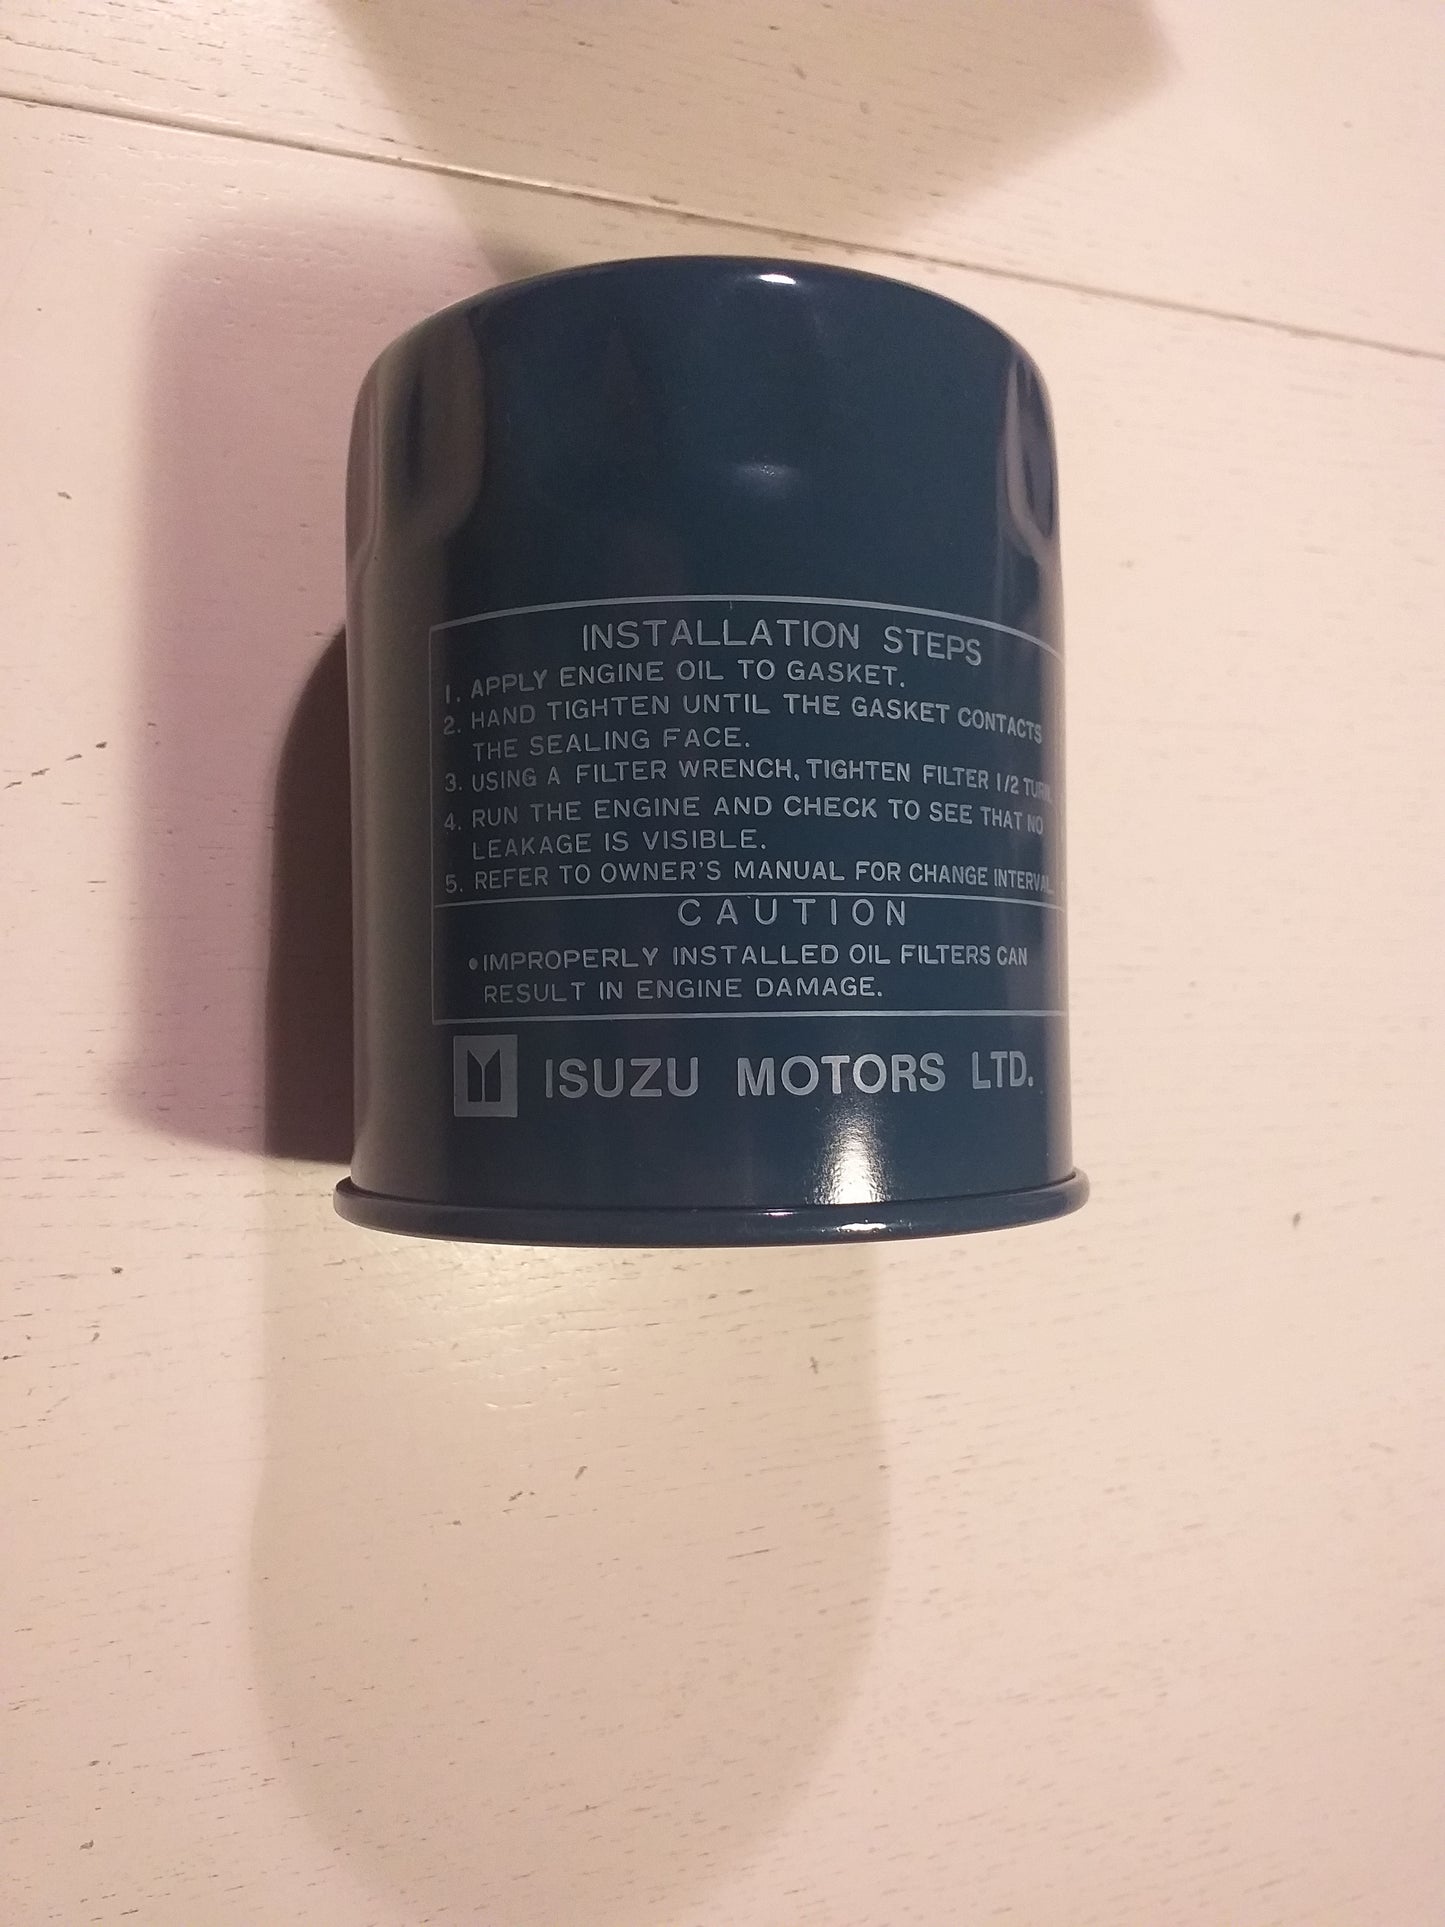 INSTALLATION STEPS
1. APPLY ENGINE OIL TO GASKET.
2. HAND TIGHTEN UNTIL THE GASKET CONTACTS
THE SEALING FACE.
3. USING A FILTER WRENCH, TIGHTEN FILTER 1/2 TURN.
4. RUN THE ENGINE AND CHECK TO SEE THAT NO
LEAKAGE IS VISIBLE.
5. REFER TO OWNER'S MANUAL FOR CHANGE INTERVAL.
CAUTION
• IMPROPERLY INSTALLED OIL FILTERS CAN
RESULT IN ENGINE DAMAGE.
ISUZU MOTORS LTD.